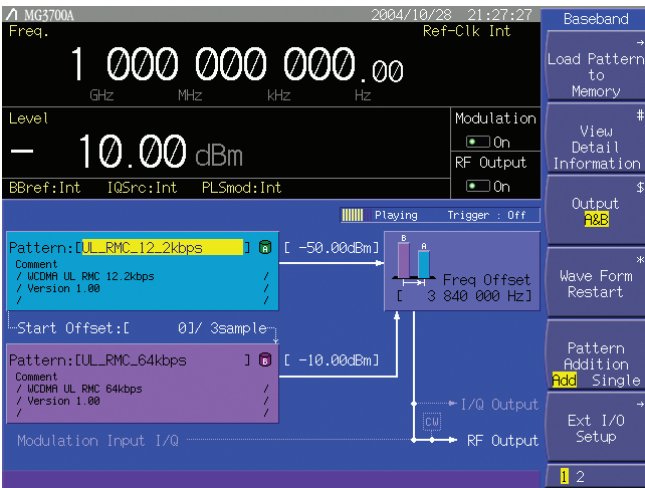 MG3700A 2004/10/28 21:27:27
Freq. Ref-Clk Int
1 000 000 000.00
GHz MHz kHz Hz
Level
− 10.00 dBm
Modulation
On
RF Output
On
BBref:Int IQSrc:Int PLSmod:Int
Playing Trigger : Off
Pattern:[UL_RMC_12_2kbps ] A [ -50.00dBm]
Comment
/ WCDMA UL RMC 12.2kbps /
/ Version 1.00 /
/ /
B A
Freq Offset
[ 3 840 000 Hz]
Start Offset:[ 0]/ 3sample
Pattern:[UL_RMC_64kbps ] B [ -10.00dBm]
Comment
/ WCDMA UL RMC 64kbps /
/ Version 1.00 /
/ /
I/Q Output
CW
Modulation Input I/Q RF Output
Baseband
→
Load Pattern
to
Memory
#
View
Detail
Information
$
Output
A&B
*
Wave Form
Restart
Pattern
Addition
Add Single
→
Ext I/O
Setup
1 2